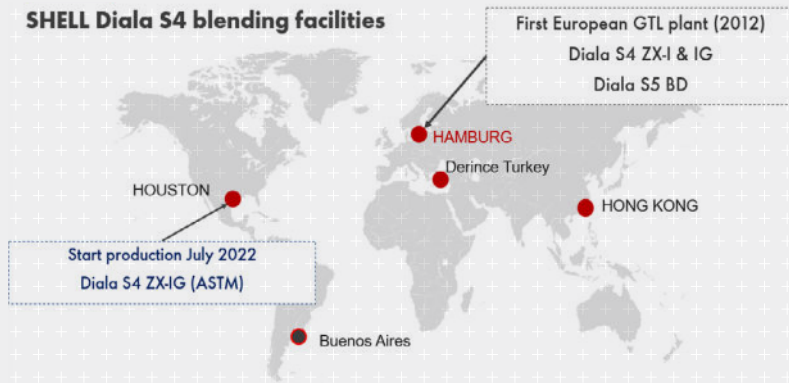 SHELL Diala S4 blending facilities
First European GTL plant (2012)
Diala S4 ZX-I & IG
Diala S5 BD
HAMBURG
Derince Turkey
HOUSTON
HONG KONG
Start production July 2022
Diala S4 ZX-IG (ASTM)
Buenos Aires